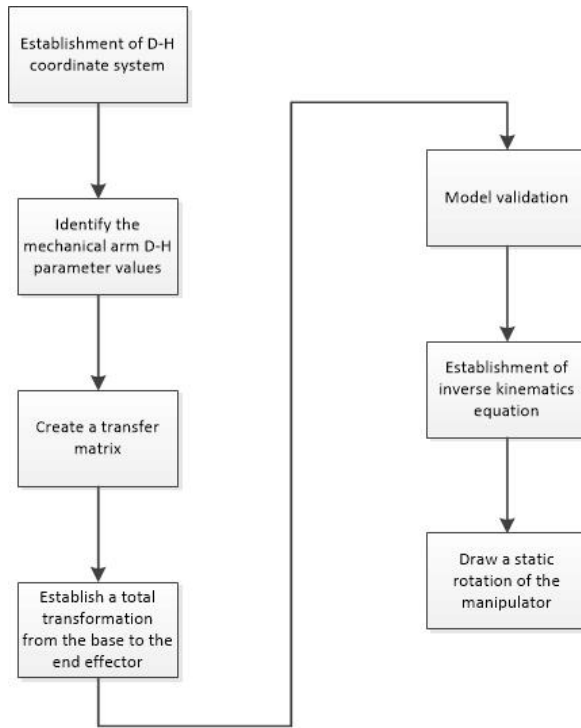 Establishment of D-H
coordinate system
Identify the
mechanical arm D-H
parameter values
Create a transfer
matrix
Establish a total
transformation
from the base to the
end effector
Model validation
Establishment of
inverse kinematics
equation
Draw a static
rotation of the
manipulator